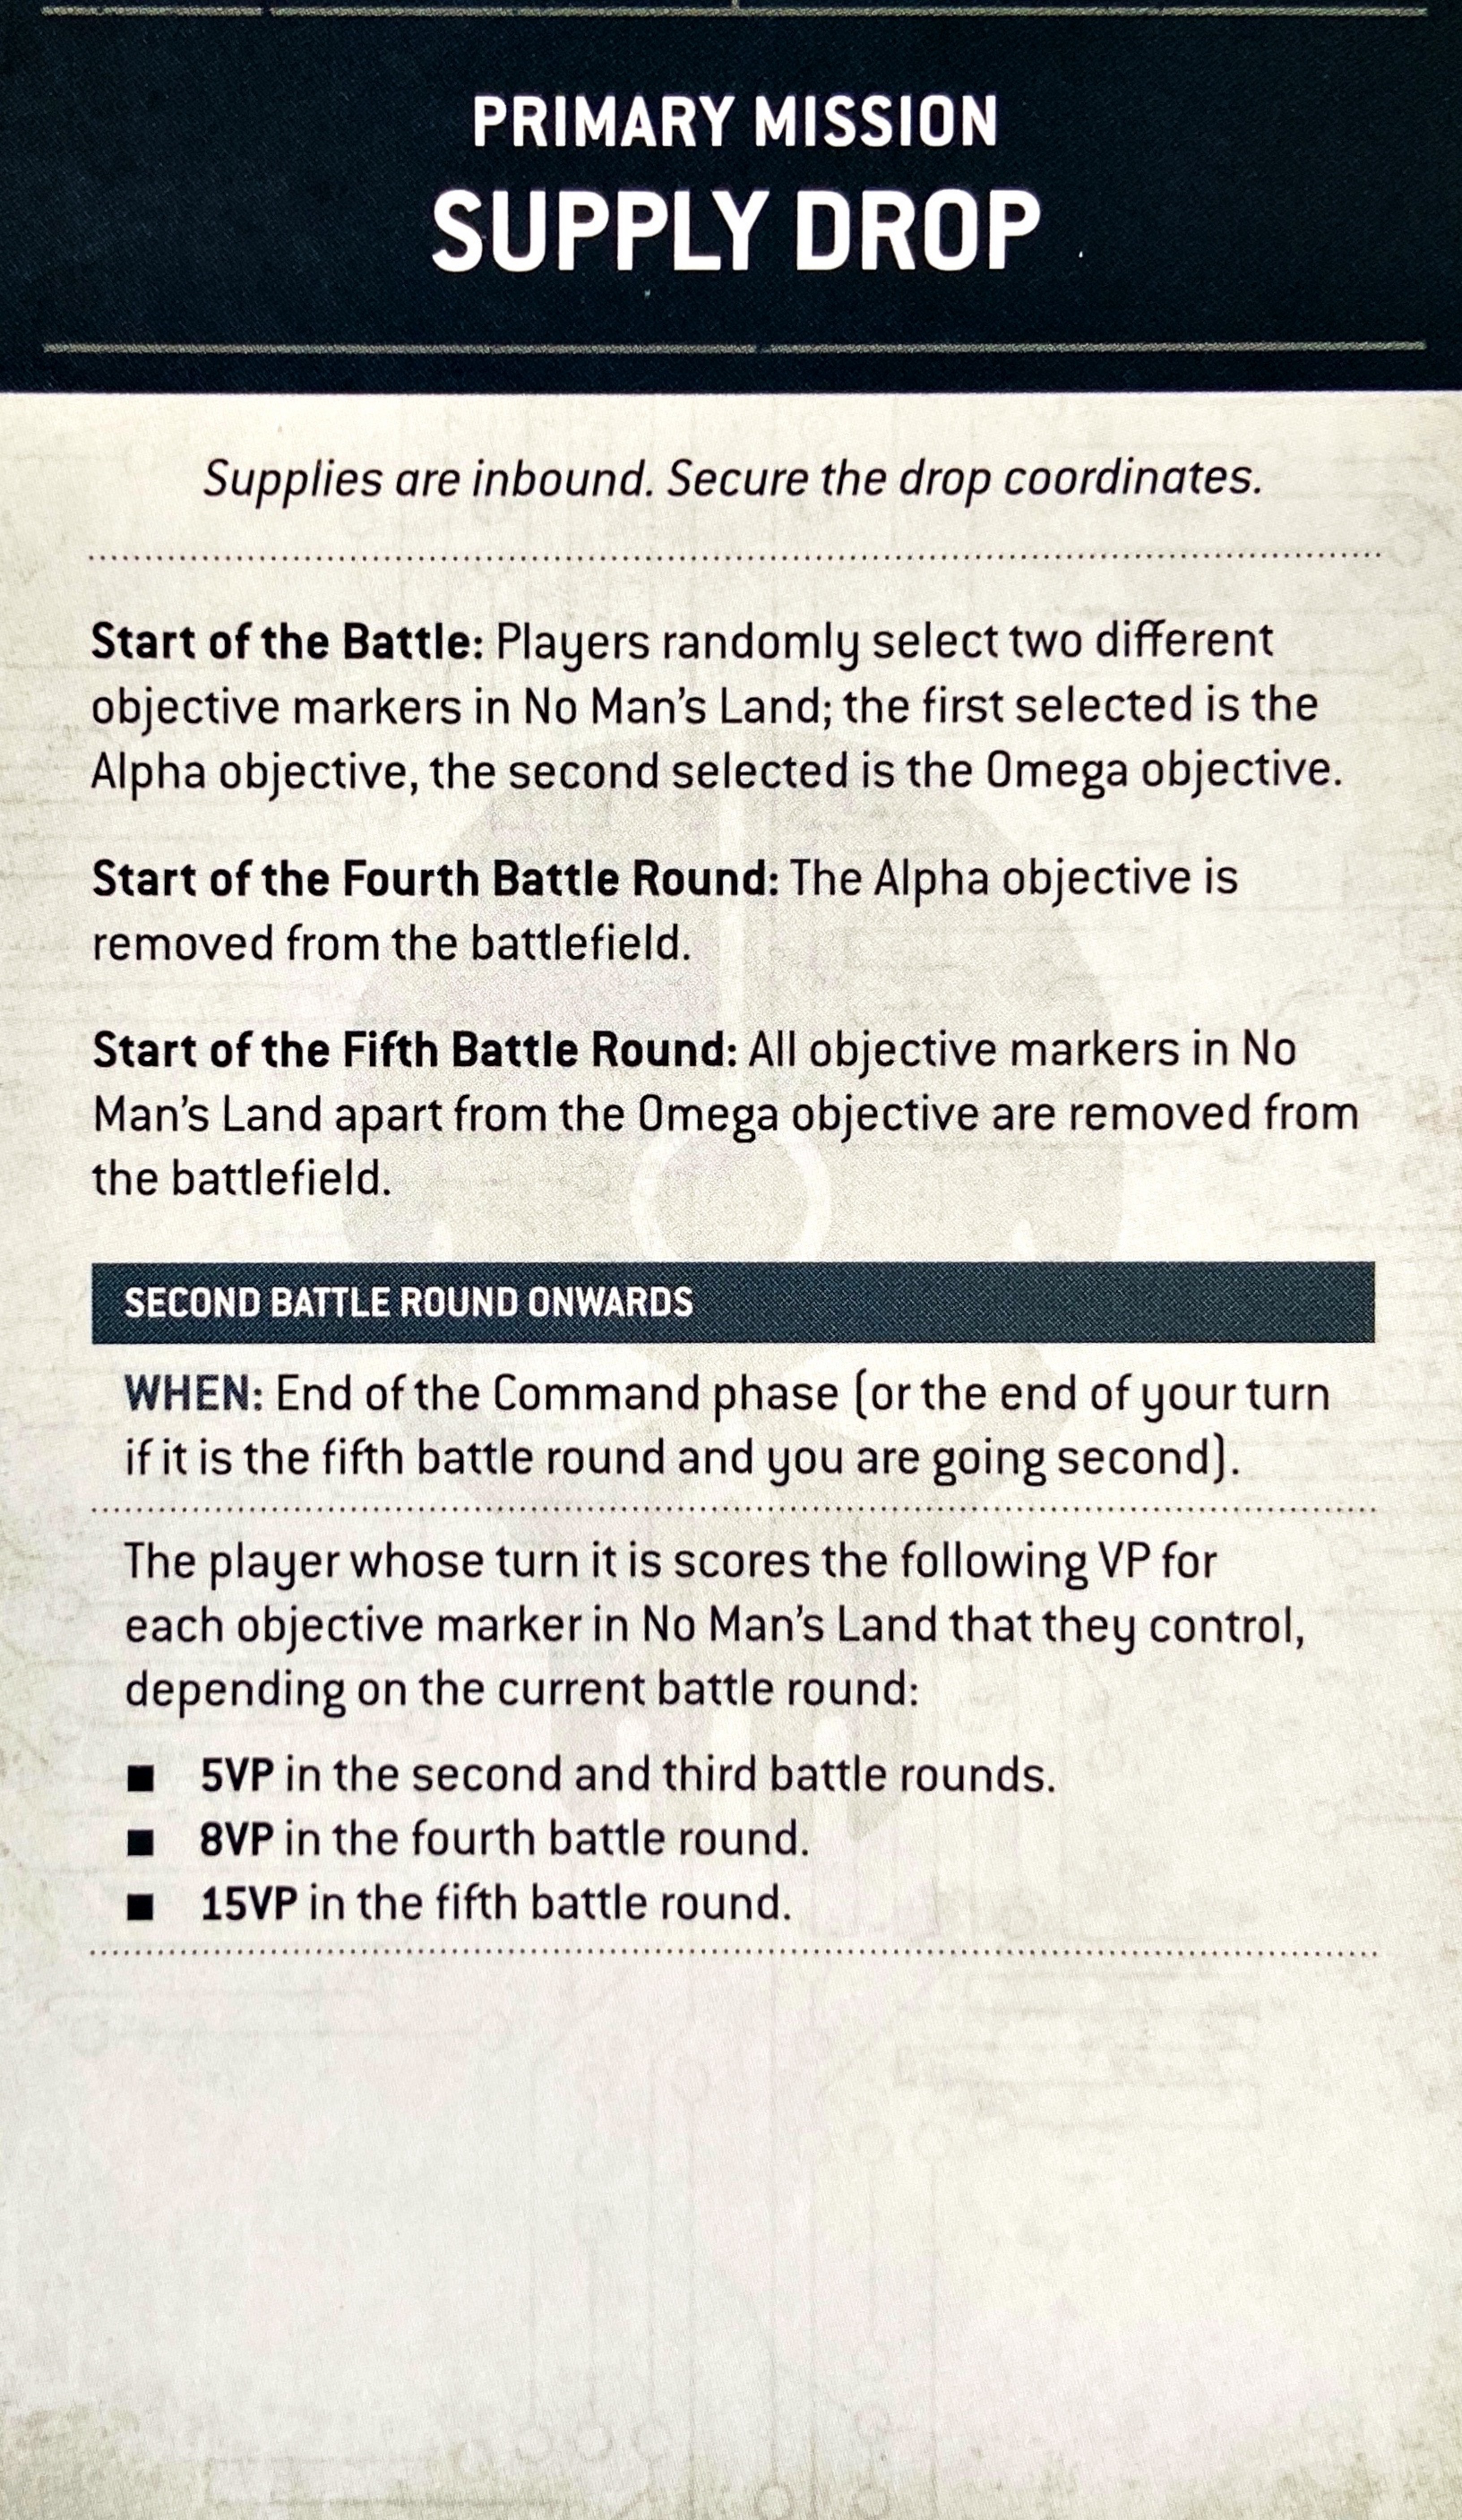 PRIMARY MISSION
SUPPLY DROP
Supplies are inbound. Secure the drop coordinates.
Start of the Battle: Players randomly select two different
objective markers in No Man's Land; the first selected is the
Alpha objective, the second selected is the Omega objective.
Start of the Fourth Battle Round: The Alpha objective is
removed from the battlefield.
Start of the Fifth Battle Round: All objective markers in No
Man's Land apart from the Omega objective are removed from
the battlefield.
SECOND BATTLE ROUND ONWARDS
WHEN: End of the Command phase (or the end of your turn
if it is the fifth battle round and you are going second).
The player whose turn it is scores the following VP for
each objective marker in No Man's Land that they control,
depending on the current battle round:
■ 5VP in the second and third battle rounds.
■ 8VP in the fourth battle round.
■ 15VP in the fifth battle round.